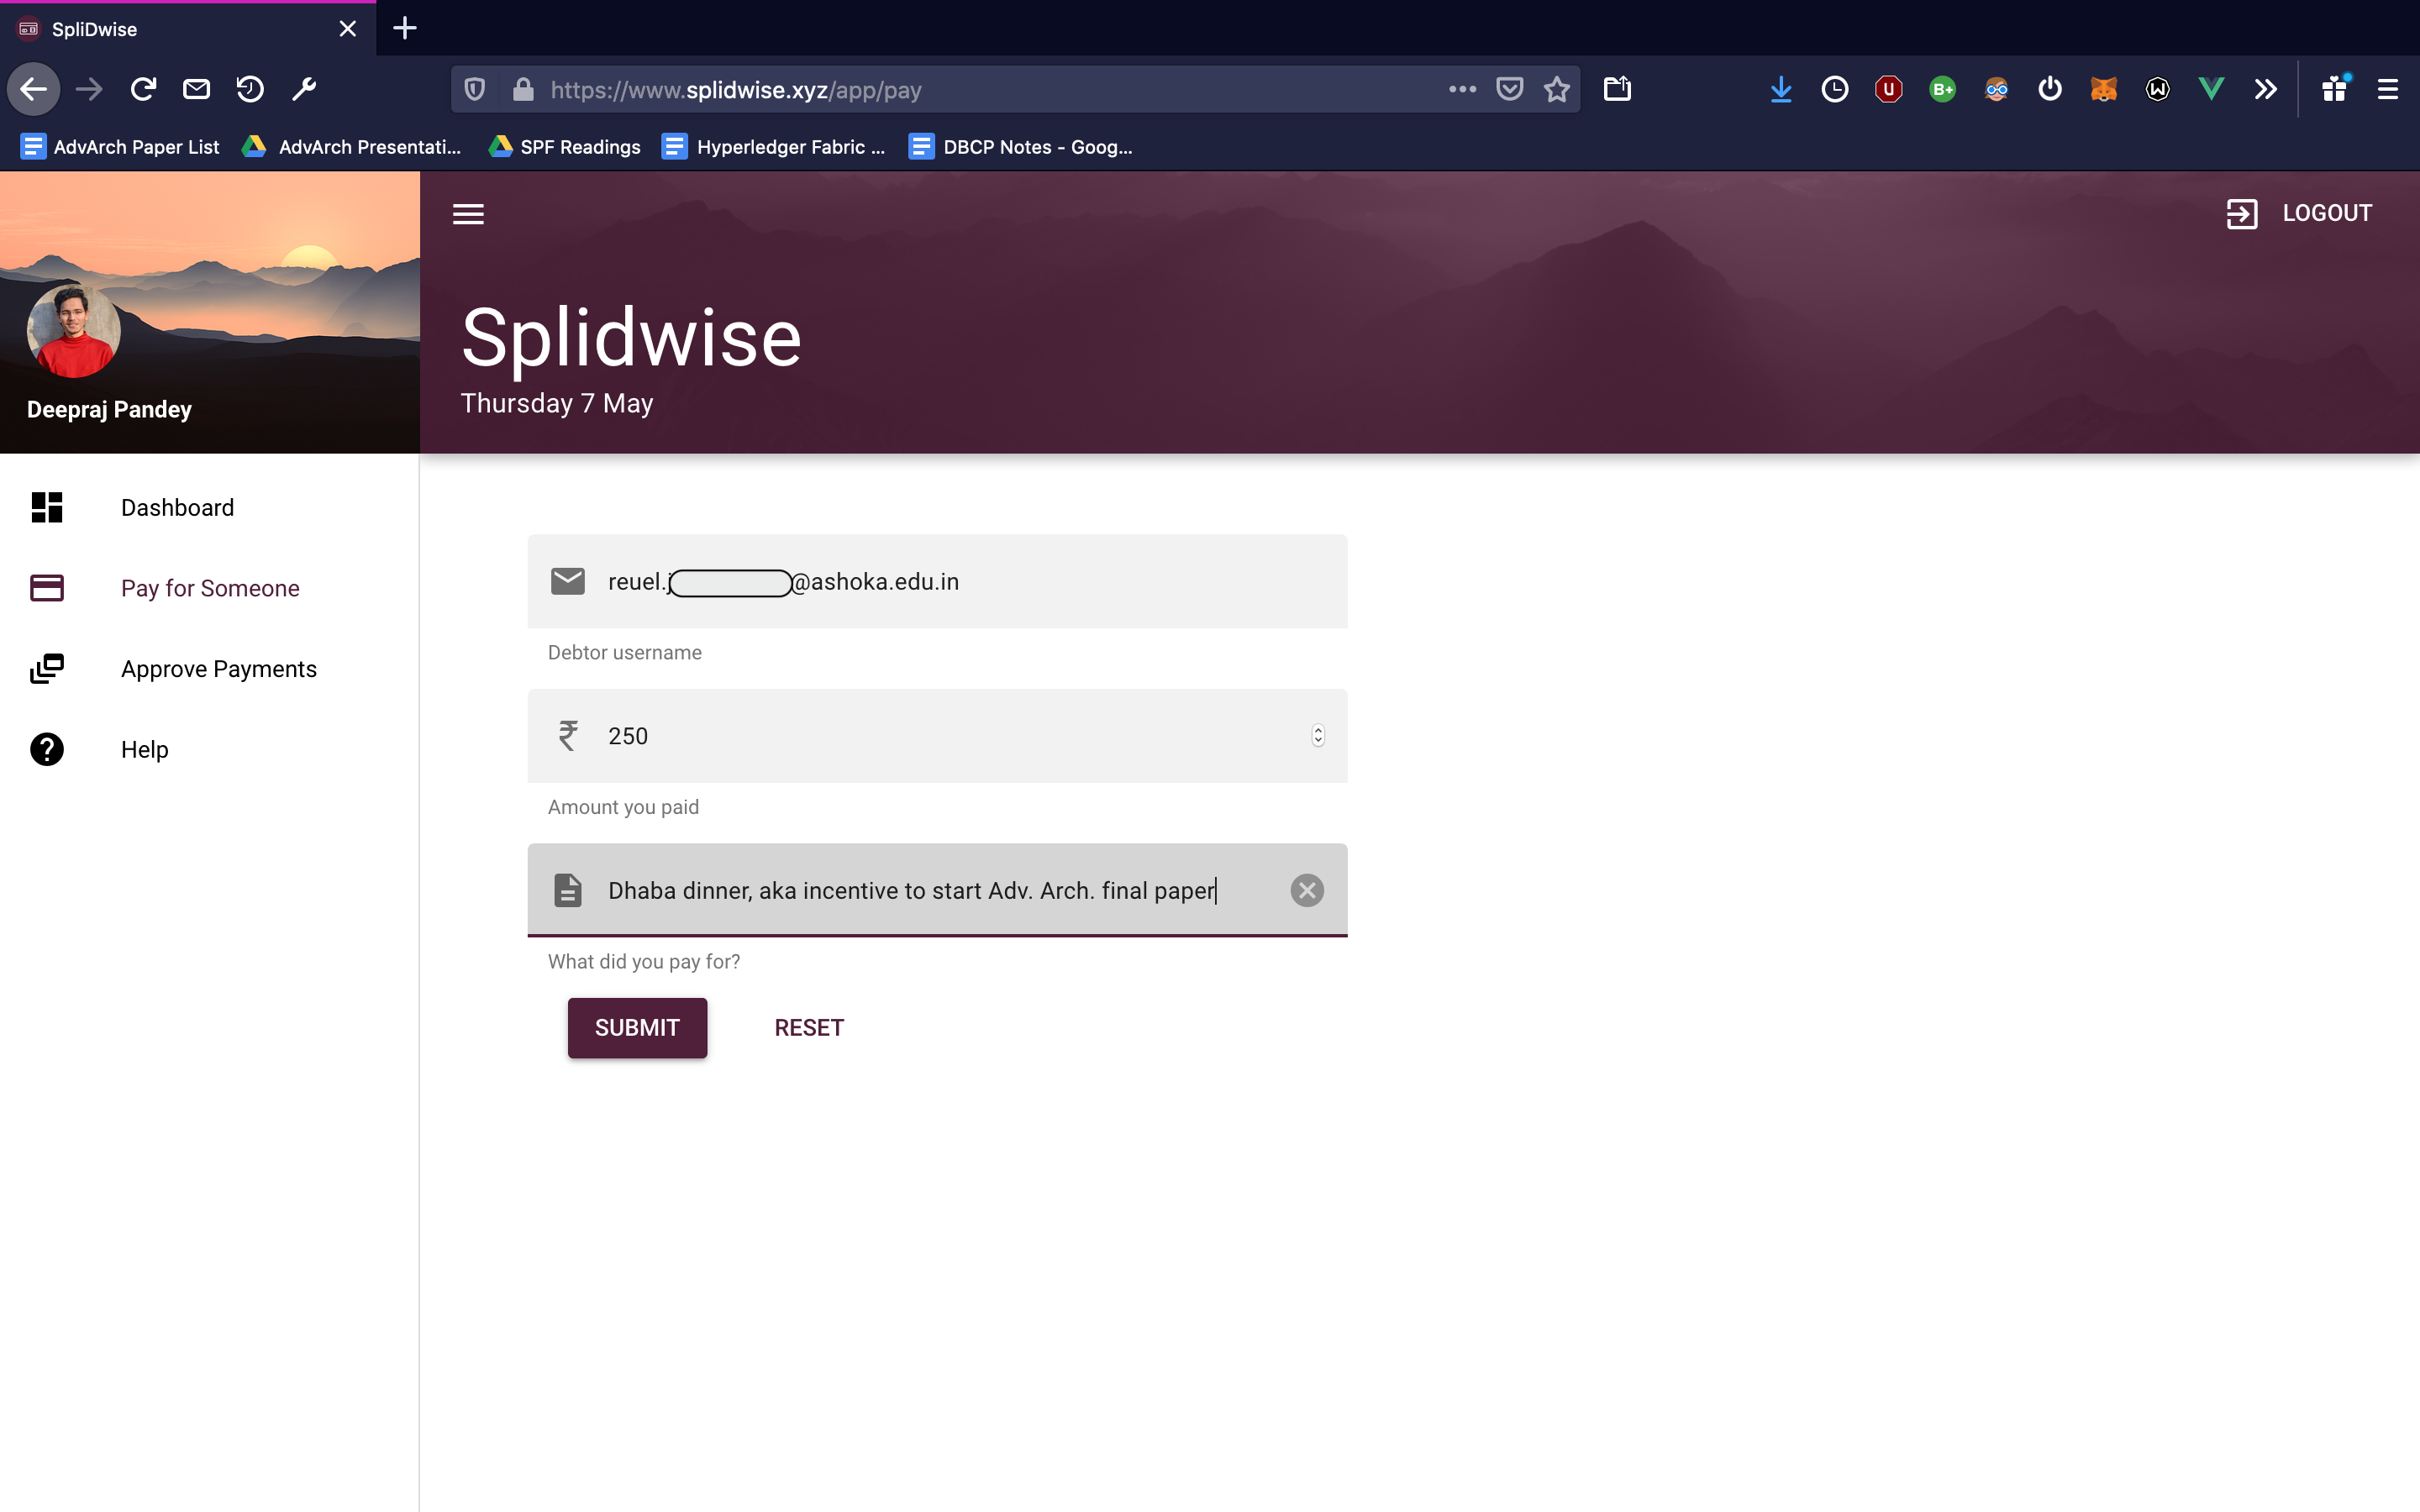 SpliDwise
https://www.splidwise.xyz/app/pay
AdvArch Paper List
AdvArch Presentati...
SPF Readings
Hyperledger Fabric ...
DBCP Notes - Goog...
LOGOUT
Splidwise
Thursday 7 May
Deepraj Pandey
Dashboard
Pay for Someone
Approve Payments
Help
reuel.j @ashoka.edu.in
Debtor username
₹ 250
Amount you paid
Dhaba dinner, aka incentive to start Adv. Arch. final paper
What did you pay for?
SUBMIT
RESET